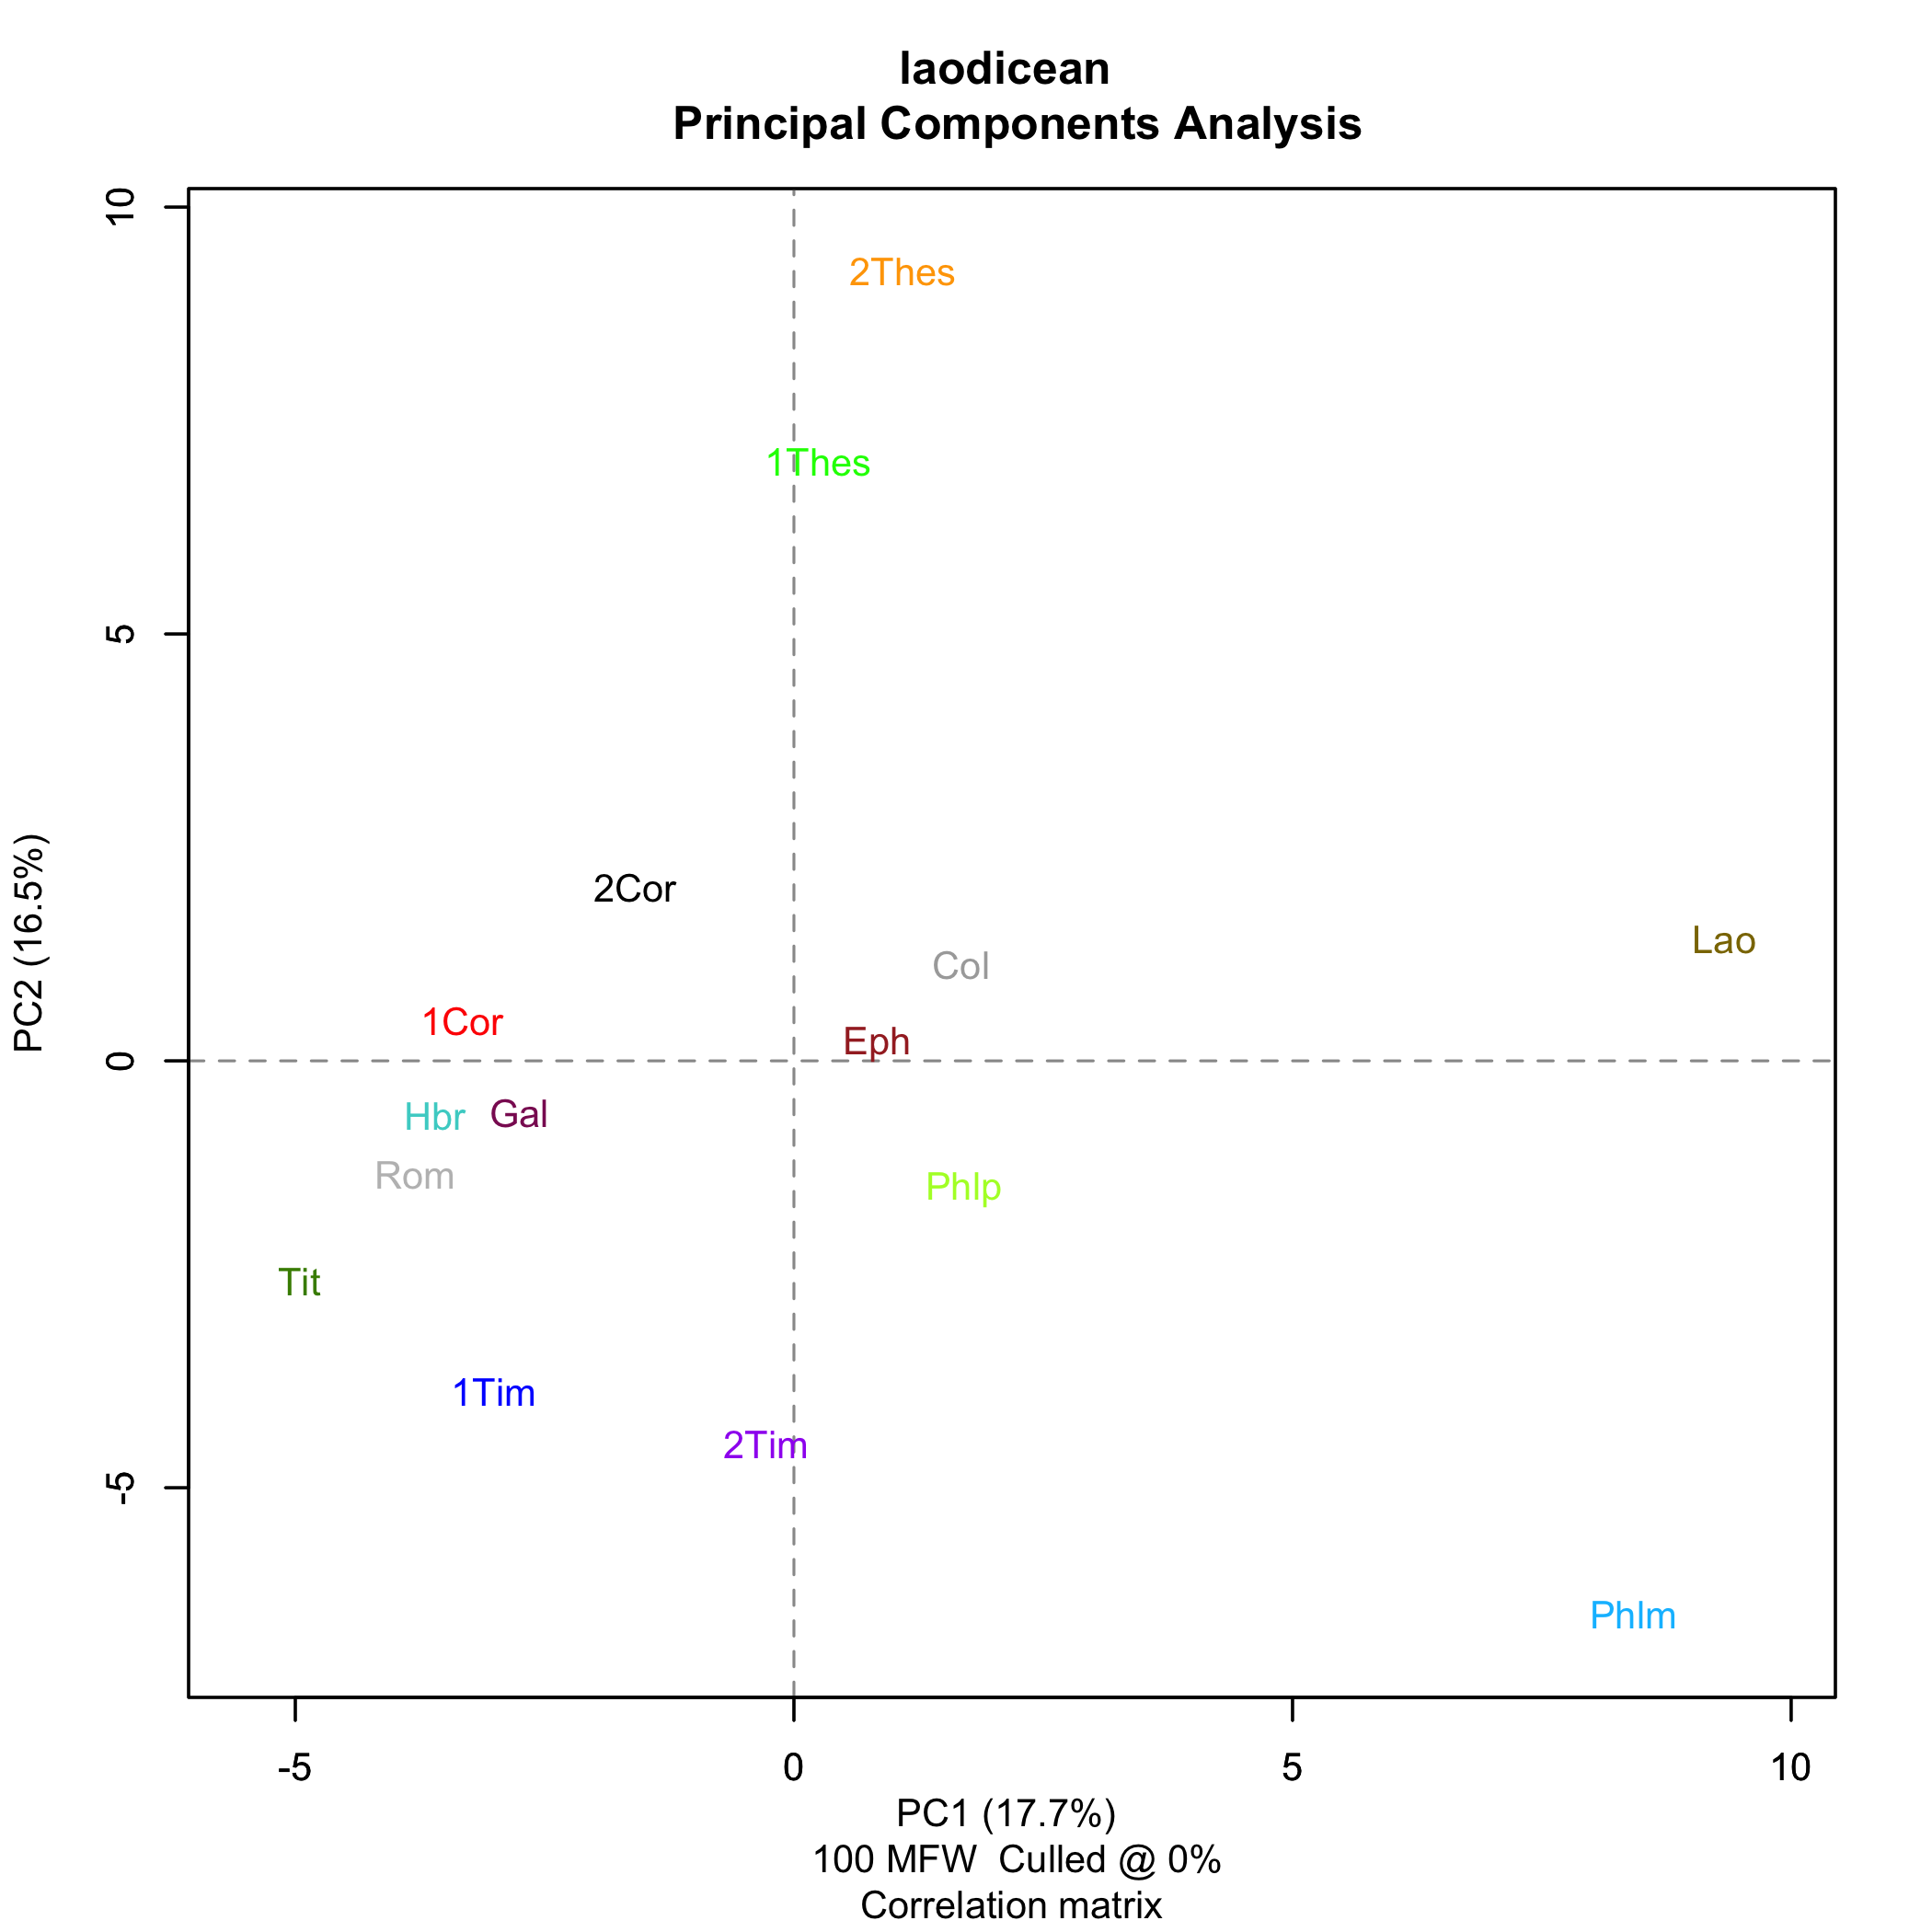 laodicean
Principal Components Analysis
10
2Thes
1Thes
5
PC2 (16.5%)
2Cor
Lao
Col
1Cor
Eph
0
Hbr
Gal
Rom
Phlp
Tit
1Tim
2Tim
-5
Phlm
-5
0
5
10
PC1 (17.7%)
100 MFW  Culled @ 0%
Correlation matrix